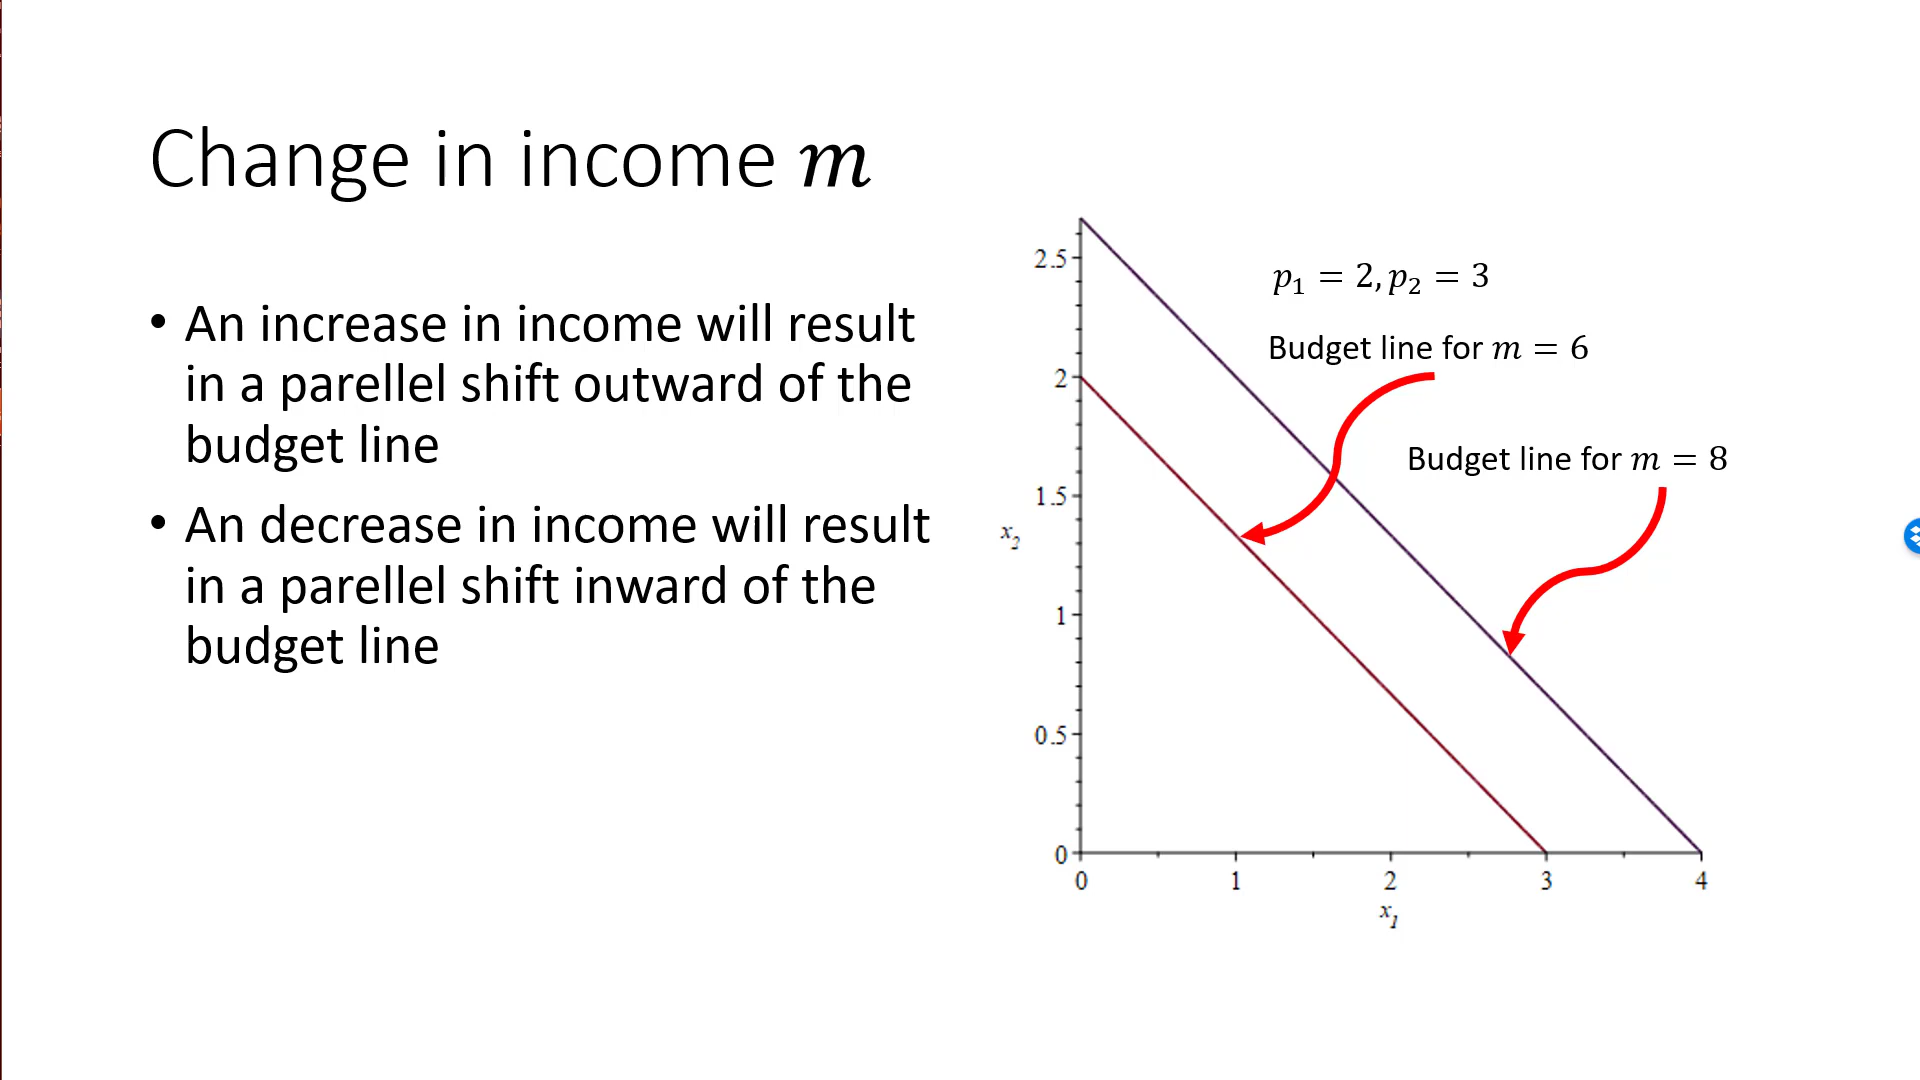 Change in income m
• An increase in income will result
in a parellel shift outward of the
budget line
• An decrease in income will result
in a parellel shift inward of the
budget line
p₁ = 2, p₂ = 3
Budget line for m = 6
Budget line for m = 8
2.5
2
1.5
x₂
1
0.5
0
0 1 2 3 4
x₁